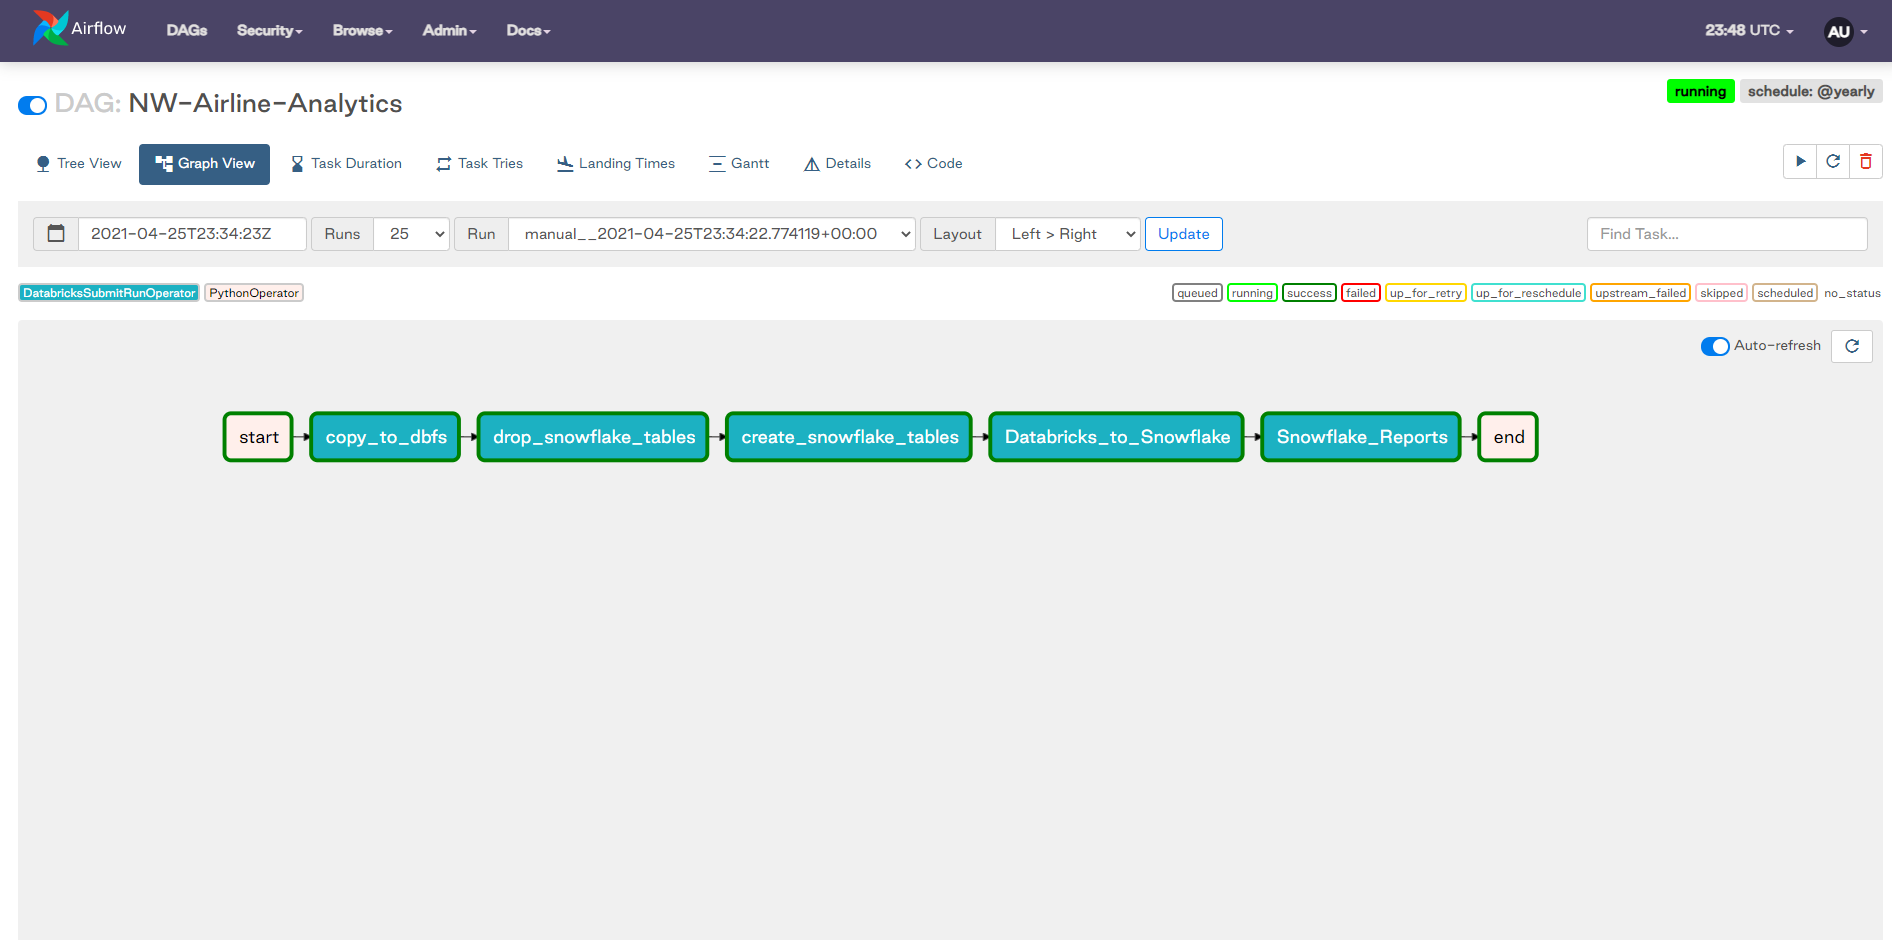 Airflow DAGs Security Browse Admin Docs 23:48 UTC AU
DAG: NW-Airline-Analytics running schedule: @yearly
Tree View Graph View Task Duration Task Tries Landing Times Gantt Details Code
2021-04-25T23:34:23Z Runs 25 Run manual__2021-04-25T23:34:22.774119+00:00 Layout Left > Right Update Find Task...
DatabricksSubmitRunOperator PythonOperator queued running success failed up_for_retry up_for_reschedule upstream_failed skipped scheduled no_status
Auto-refresh
start copy_to_dbfs drop_snowflake_tables create_snowflake_tables Databricks_to_Snowflake Snowflake_Reports end